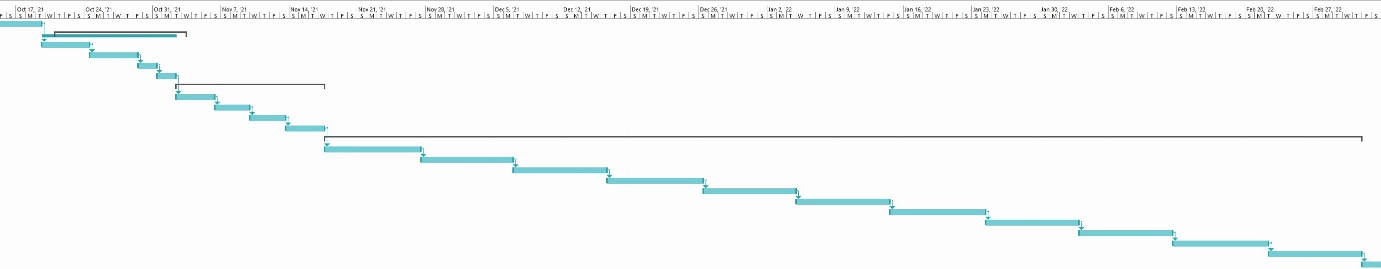 Oct 17, '21 Oct 24, '21 Oct 31, '21 Nov 7, '21 Nov 14, '21 Nov 21, '21 Nov 28, '21 Dec 5, '21 Dec 12, '21 Dec 19, '21 Dec 26, '21 Jan 2, '22 Jan 9, '22 Jan 16, '22 Jan 23, '22 Jan 30, '22 Feb 6, '22 Feb 13, '22 Feb 20, '22 Feb 27, '22
F S S M T W T F S S M T W T F S S M T W T F S S M T W T F S S M T W T F S S M T W T F S S M T W T F S S M T W T F S S M T W T F S S M T W T F S S M T W T F S S M T W T F S S M T W T F S S M T W T F S S M T W T F S S M T W T F S S M T W T F S S M T W T F S S M T W T F S S M T W T F S